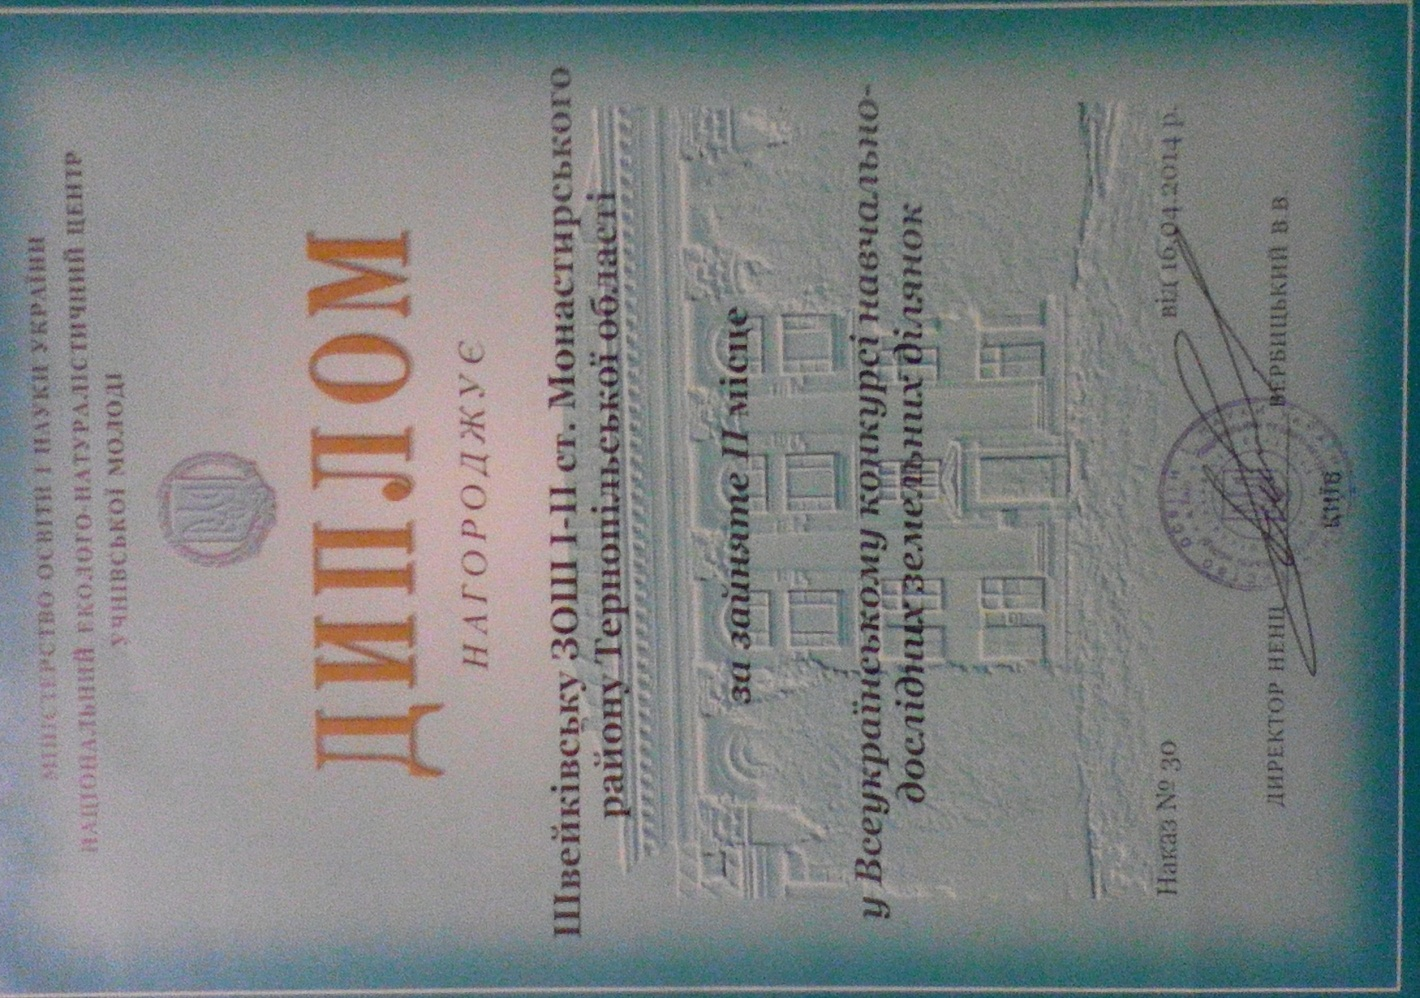 МІНІСТЕРСТВО ОСВІТИ І НАУКИ УКРАЇНИ
НАЦІОНАЛЬНИЙ ЕКОЛОГО-НАТУРАЛІСТИЧНИЙ ЦЕНТР
УЧНІВСЬКОЇ МОЛОДІ
ДИПЛОМ
НАГОРОДЖУЄ
Швейківську ЗОШ І-ІІ ст. Монастирського
району Тернопільської області
за зайняте ІІ місце
у Всеукраїнському конкурсі навчально-
дослідних земельних ділянок
Наказ № 30 від 16.04.2014 р.
ДИРЕКТОР НЕНЦ ВЕРБИЦЬКИЙ В В
КИЇВ